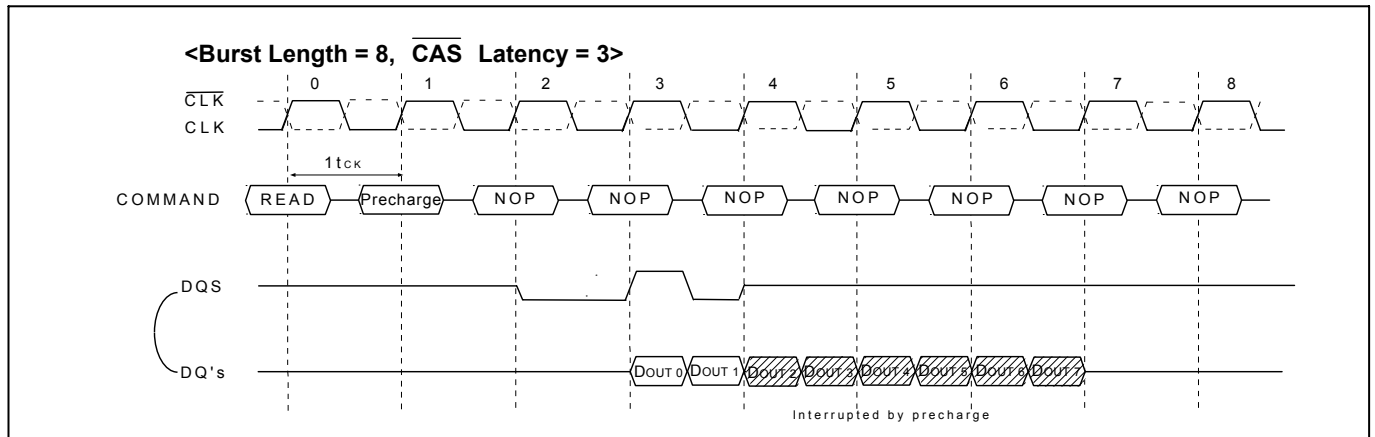 <Burst Length = 8, CAS Latency = 3>
0 1 2 3 4 5 6 7 8
CLK
CLK
1tCK
COMMAND READ Precharge NOP NOP NOP NOP NOP NOP NOP
DQS
DQ's DOUT 0 DOUT 1 DOUT 2 DOUT 3 DOUT 4 DOUT 5 DOUT 6 DOUT 7
Interrupted by precharge